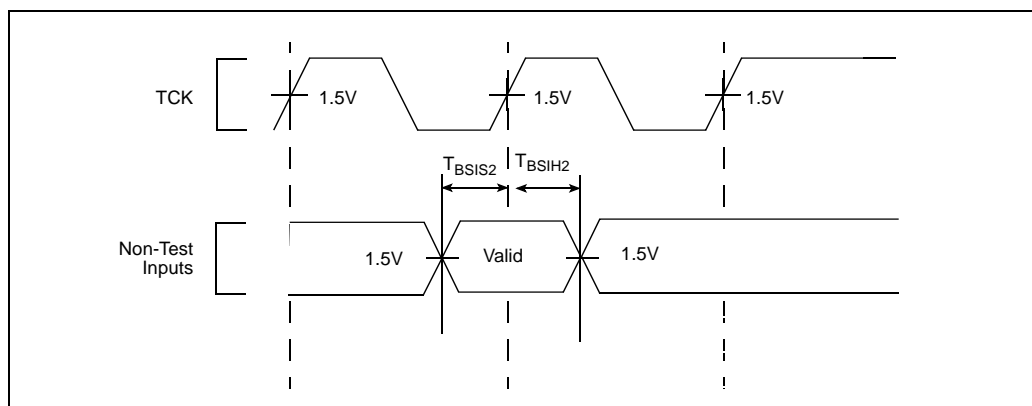 TCK
1.5V
1.5V
1.5V
TBSIS2
TBSIH2
Non-Test
Inputs
1.5V
Valid
1.5V